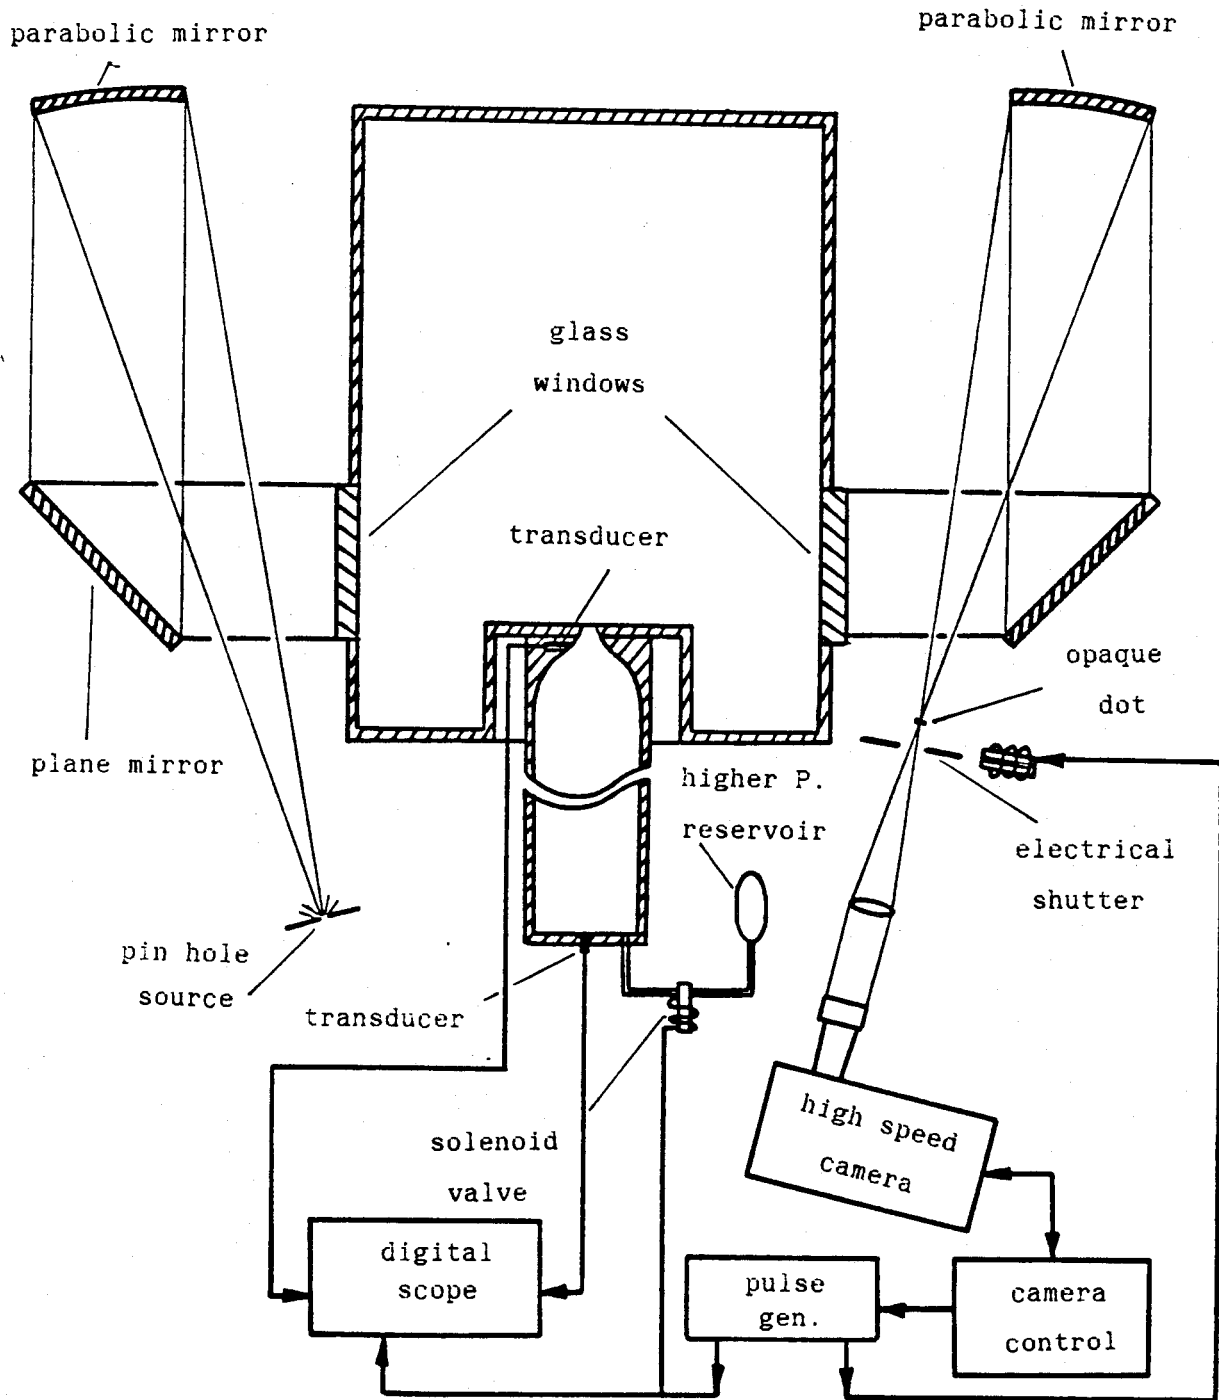 parabolic mirror
parabolic mirror
glass
windows
transducer
opaque
dot
plane mirror
higher P.
reservoir
electrical
shutter
pin hole
source
transducer
high speed
camera
solenoid
valve
digital
scope
pulse
gen.
camera
control